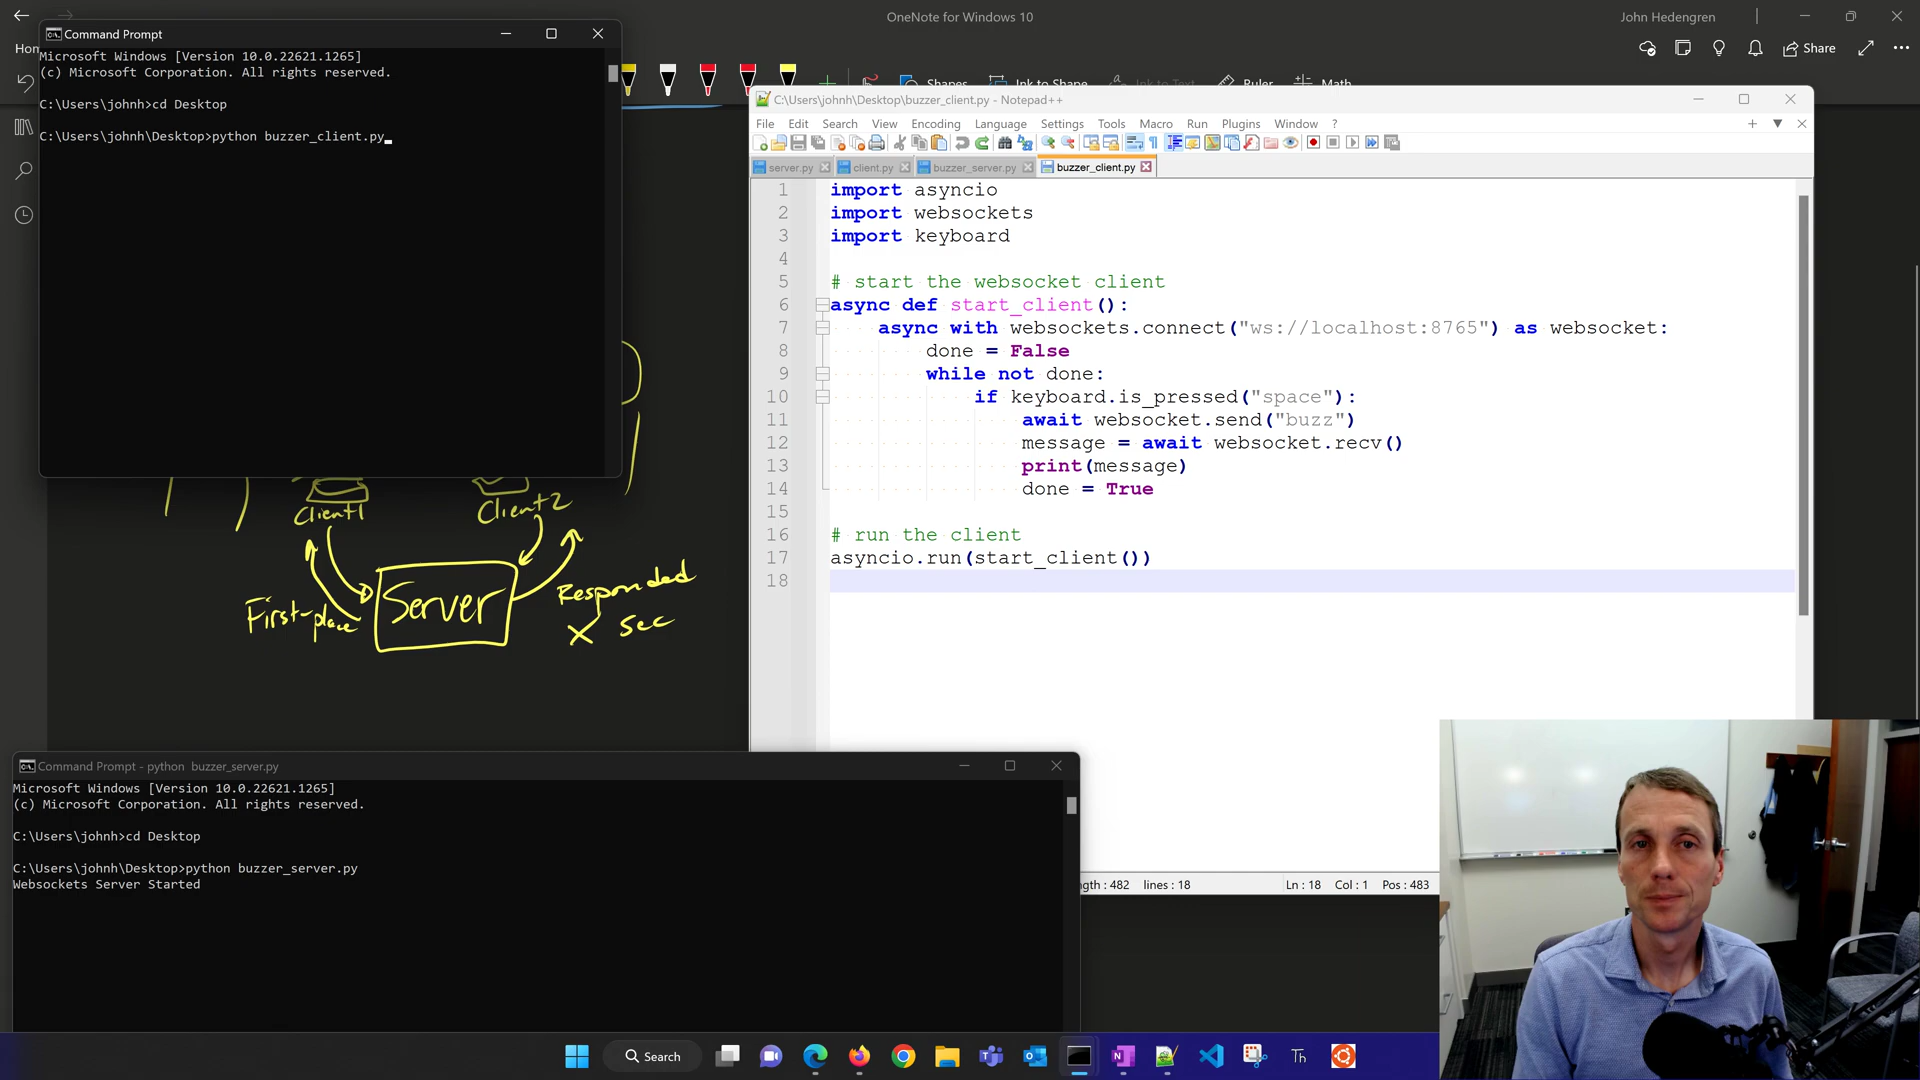 OneNote for Windows 10
John Hedengren
Share
Shapes
Ink to Shape
Ink to Text
Ruler
Math
Command Prompt
Microsoft Windows [Version 10.0.22621.1265]
(c) Microsoft Corporation. All rights reserved.
C:\Users\johnh>cd Desktop
C:\Users\johnh\Desktop>python buzzer_client.py
C:\Users\johnh\Desktop\buzzer_client.py - Notepad++
File Edit Search View Encoding Language Settings Tools Macro Run Plugins Window ?
server.py client.py buzzer_server.py buzzer_client.py
1 import asyncio
2 import websockets
3 import keyboard
4
5 # start the websocket client
6 async def start_client():
7 async with websockets.connect("ws://localhost:8765") as websocket:
8 done = False
9 while not done:
10 if keyboard.is_pressed("space"):
11 await websocket.send("buzz")
12 message = await websocket.recv()
13 print(message)
14 done = True
15
16 # run the client
17 asyncio.run(start_client())
18
Client1
Client2
Server
First-place
Responded
X sec
Command Prompt - python buzzer_server.py
Microsoft Windows [Version 10.0.22621.1265]
(c) Microsoft Corporation. All rights reserved.
C:\Users\johnh>cd Desktop
C:\Users\johnh\Desktop>python buzzer_server.py
Websockets Server Started
lines : 18 Ln : 18 Col : 1 Pos : 483
Search
Th